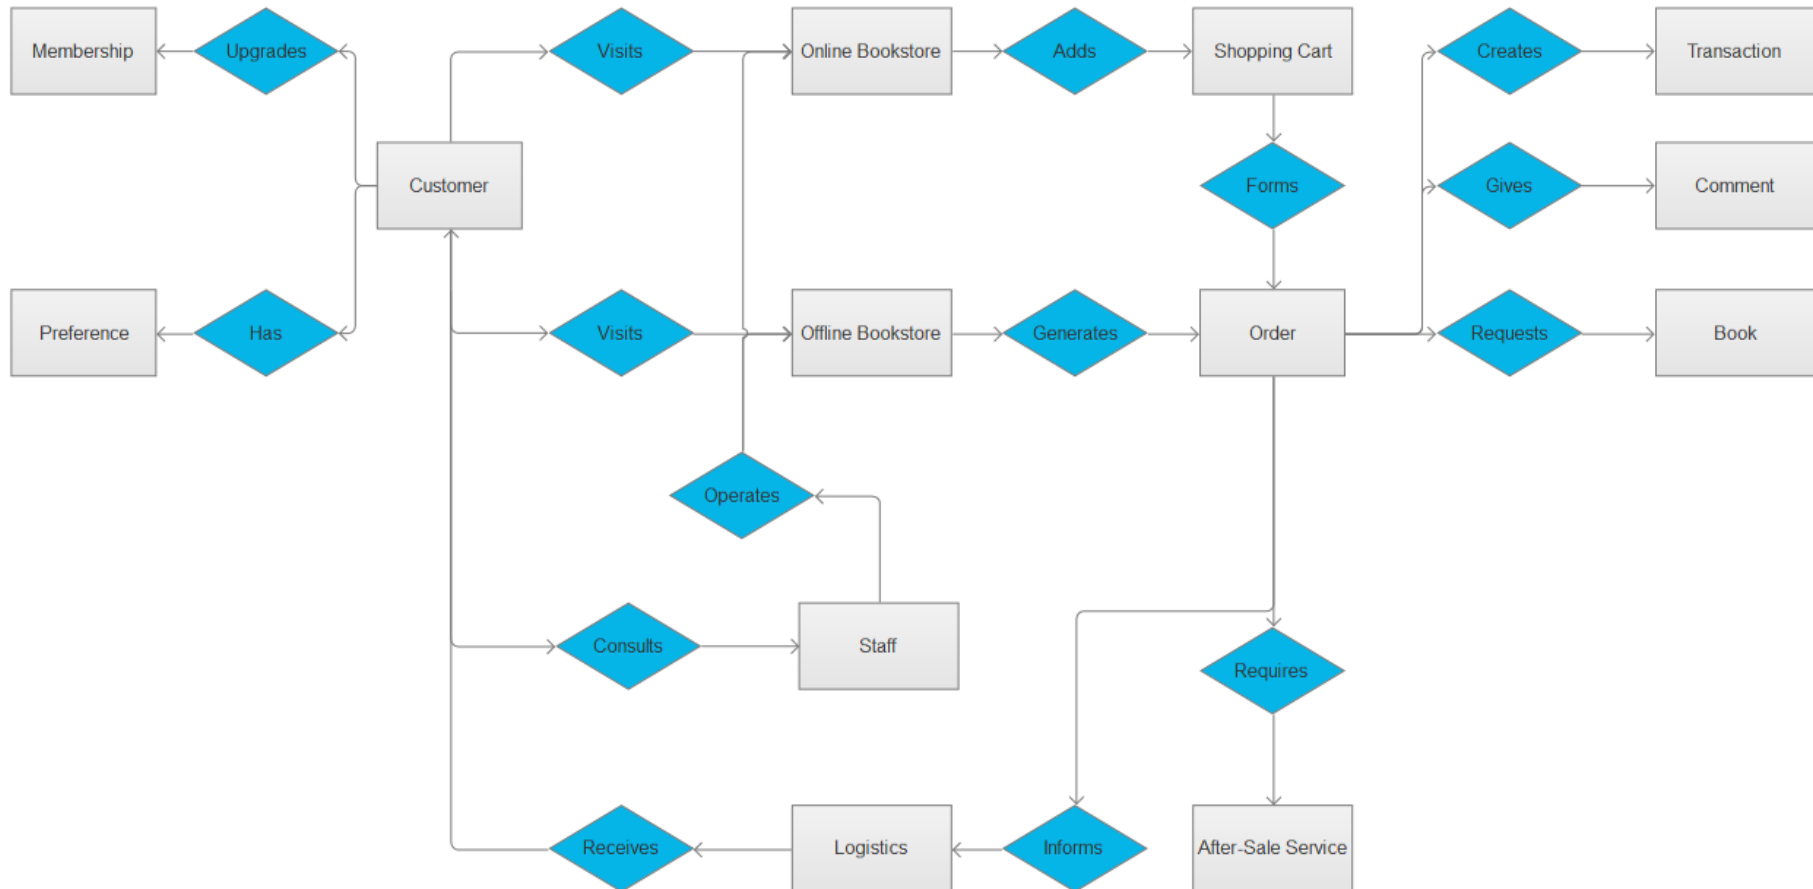 Membership
Upgrades
Visits
Online Bookstore
Adds
Shopping Cart
Creates
Transaction
Customer
Forms
Gives
Comment
Preference
Has
Visits
Offline Bookstore
Generates
Order
Requests
Book
Operates
Consults
Staff
Requires
Receives
Logistics
Informs
After-Sale Service